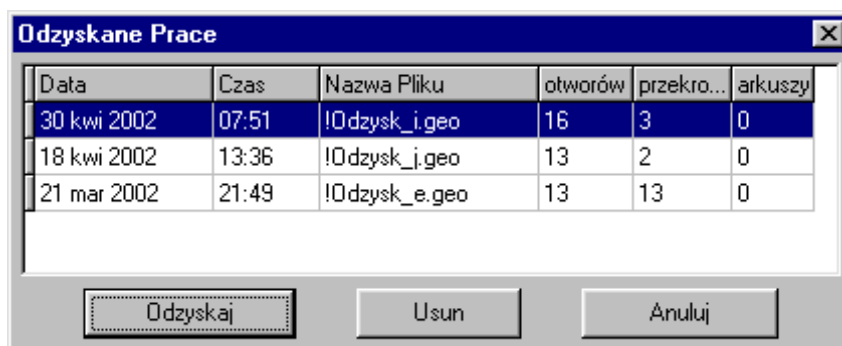 Odzyskane Prace
Data Czas Nazwa Pliku otworów przekro... arkuszy
30 kwi 2002 07:51 !Odzysk_i.geo 16 3 0
18 kwi 2002 13:36 !Odzysk_j.geo 13 2 0
21 mar 2002 21:49 !Odzysk_e.geo 13 13 0
Odzyskaj Usun Anuluj